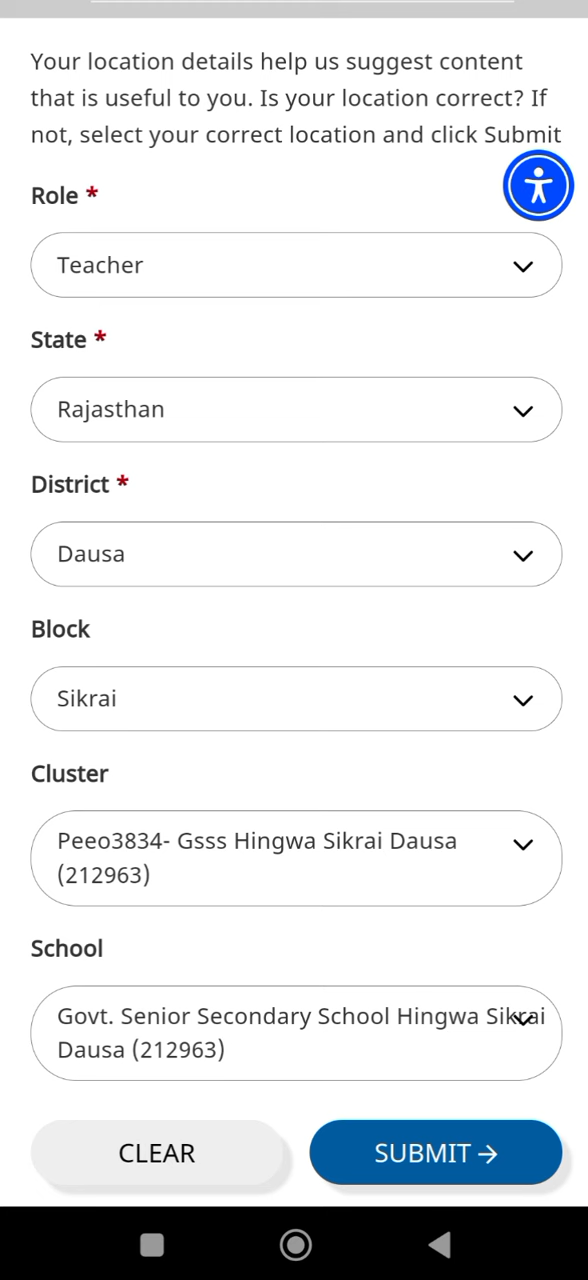 Your location details help us suggest content
that is useful to you. Is your location correct? If
not, select your correct location and click Submit
Role *
Teacher
State *
Rajasthan
District *
Dausa
Block
Sikrai
Cluster
Peeo3834- Gsss Hingwa Sikrai Dausa
(212963)
School
Govt. Senior Secondary School Hingwa Sikrai
Dausa (212963)
CLEAR
SUBMIT →